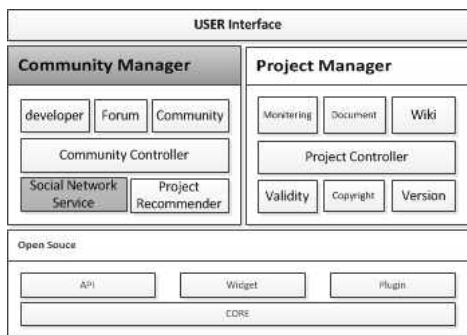 USER Interface
Community Manager
Project Manager
developer
Forum
Community
Monitering
Document
Wiki
Community Controller
Project Controller
Social Network
Service
Project
Recommender
Validity
Copyright
Version
Open Souce
API
Widget
Plugin
CORE